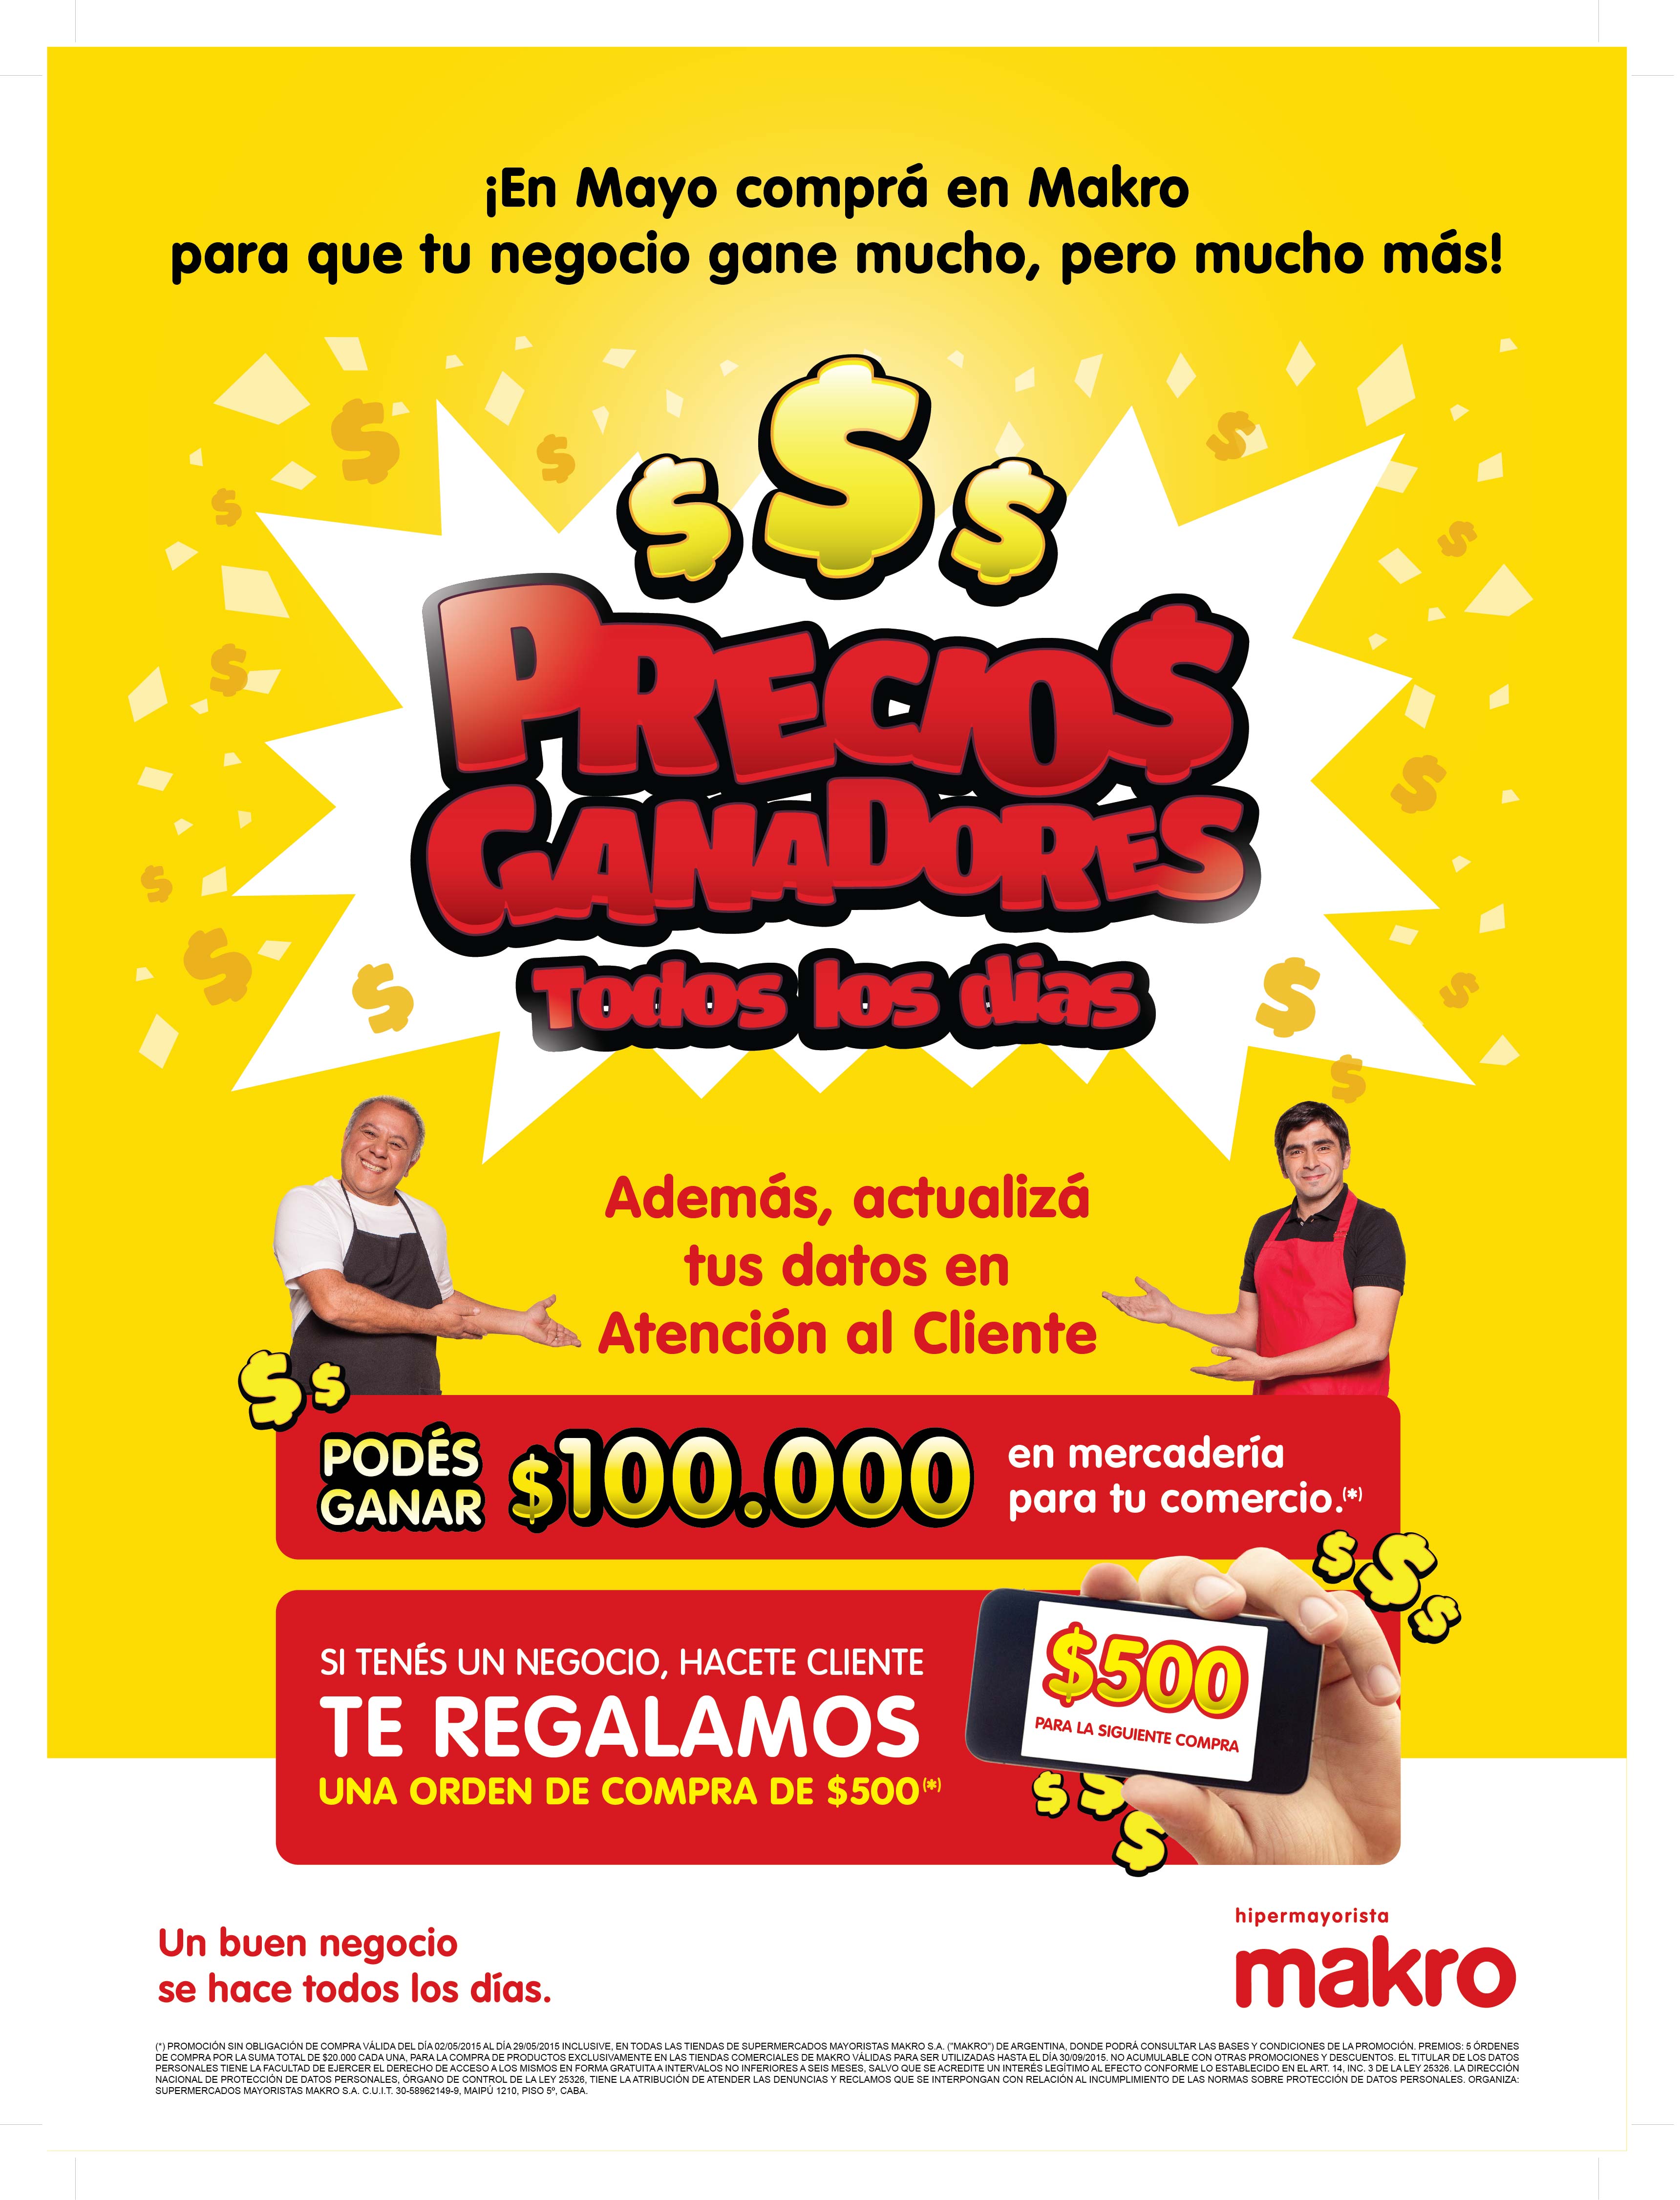 ¡En Mayo comprá en Makro
para que tu negocio gane mucho, pero mucho más!
$ $ $
PRECIO$
GANADORES
Todos los días
Además, actualizá
tus datos en
Atención al Cliente
PODÉS
GANAR
$100.000
en mercadería
para tu comercio.(*)
SI TENÉS UN NEGOCIO, HACETE CLIENTE
TE REGALAMOS
UNA ORDEN DE COMPRA DE $500(*)
$500
PARA LA SIGUIENTE COMPRA
Un buen negocio
se hace todos los días.
hipermayorista
makro
(*) PROMOCIÓN SIN OBLIGACIÓN DE COMPRA VÁLIDA DEL DÍA 02/05/2015 AL DÍA 29/05/2015 INCLUSIVE, EN TODAS LAS TIENDAS DE SUPERMERCADOS MAYORISTAS MAKRO S.A. ("MAKRO") DE ARGENTINA, DONDE PODRÁ CONSULTAR LAS BASES Y CONDICIONES DE LA PROMOCIÓN. PREMIOS: 5 ÓRDENES
DE COMPRA POR LA SUMA TOTAL DE $20.000 CADA UNA, PARA LA COMPRA DE PRODUCTOS EXCLUSIVAMENTE EN LAS TIENDAS COMERCIALES DE MAKRO VÁLIDAS PARA SER UTILIZADAS HASTA EL DÍA 30/09/2015. NO ACUMULABLE CON OTRAS PROMOCIONES Y DESCUENTOS. EL TITULAR DE LOS DATOS
PERSONALES TIENE LA FACULTAD DE EJERCER EL DERECHO DE ACCESO A LOS MISMOS EN FORMA GRATUITA A INTERVALOS NO INFERIORES A SEIS MESES, SALVO QUE SE ACREDITE UN INTERÉS LEGÍTIMO AL EFECTO CONFORME LO ESTABLECIDO EN EL ART. 14, INC. 3 DE LA LEY 25326. LA DIRECCIÓN
NACIONAL DE PROTECCIÓN DE DATOS PERSONALES, ÓRGANO DE CONTROL DE LA LEY 25326, TIENE LA ATRIBUCIÓN DE ATENDER LAS DENUNCIAS Y RECLAMOS QUE SE INTERPONGAN CON RELACIÓN AL INCUMPLIMIENTO DE LAS NORMAS SOBRE PROTECCIÓN DE DATOS PERSONALES. ORGANIZA:
SUPERMERCADOS MAYORISTAS MAKRO S.A. C.U.I.T. 30-58962149-9, MAIPÚ 1210, PISO 5º, CABA.